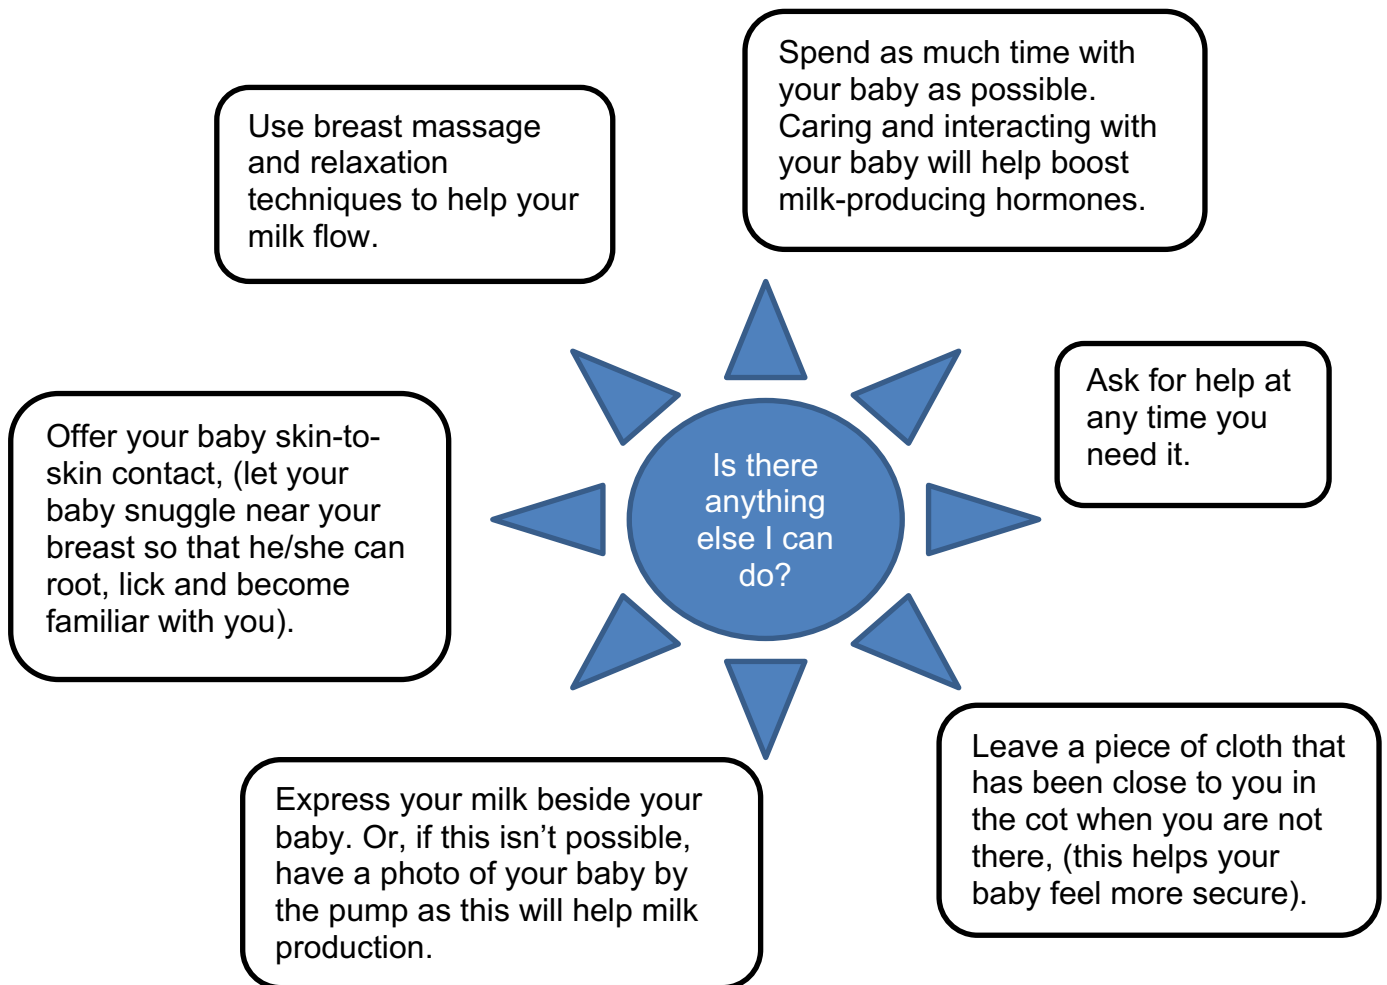 Spend as much time with
your baby as possible.
Caring and interacting with
your baby will help boost
milk-producing hormones.
Use breast massage
and relaxation
techniques to help your
milk flow.
Ask for help at
any time you
need it.
Offer your baby skin-to-
skin contact, (let your
baby snuggle near your
breast so that he/she can
root, lick and become
familiar with you).
Is there
anything
else I can
do?
Leave a piece of cloth that
has been close to you in
the cot when you are not
there, (this helps your
baby feel more secure).
Express your milk beside your
baby. Or, if this isn’t possible,
have a photo of your baby by
the pump as this will help milk
production.